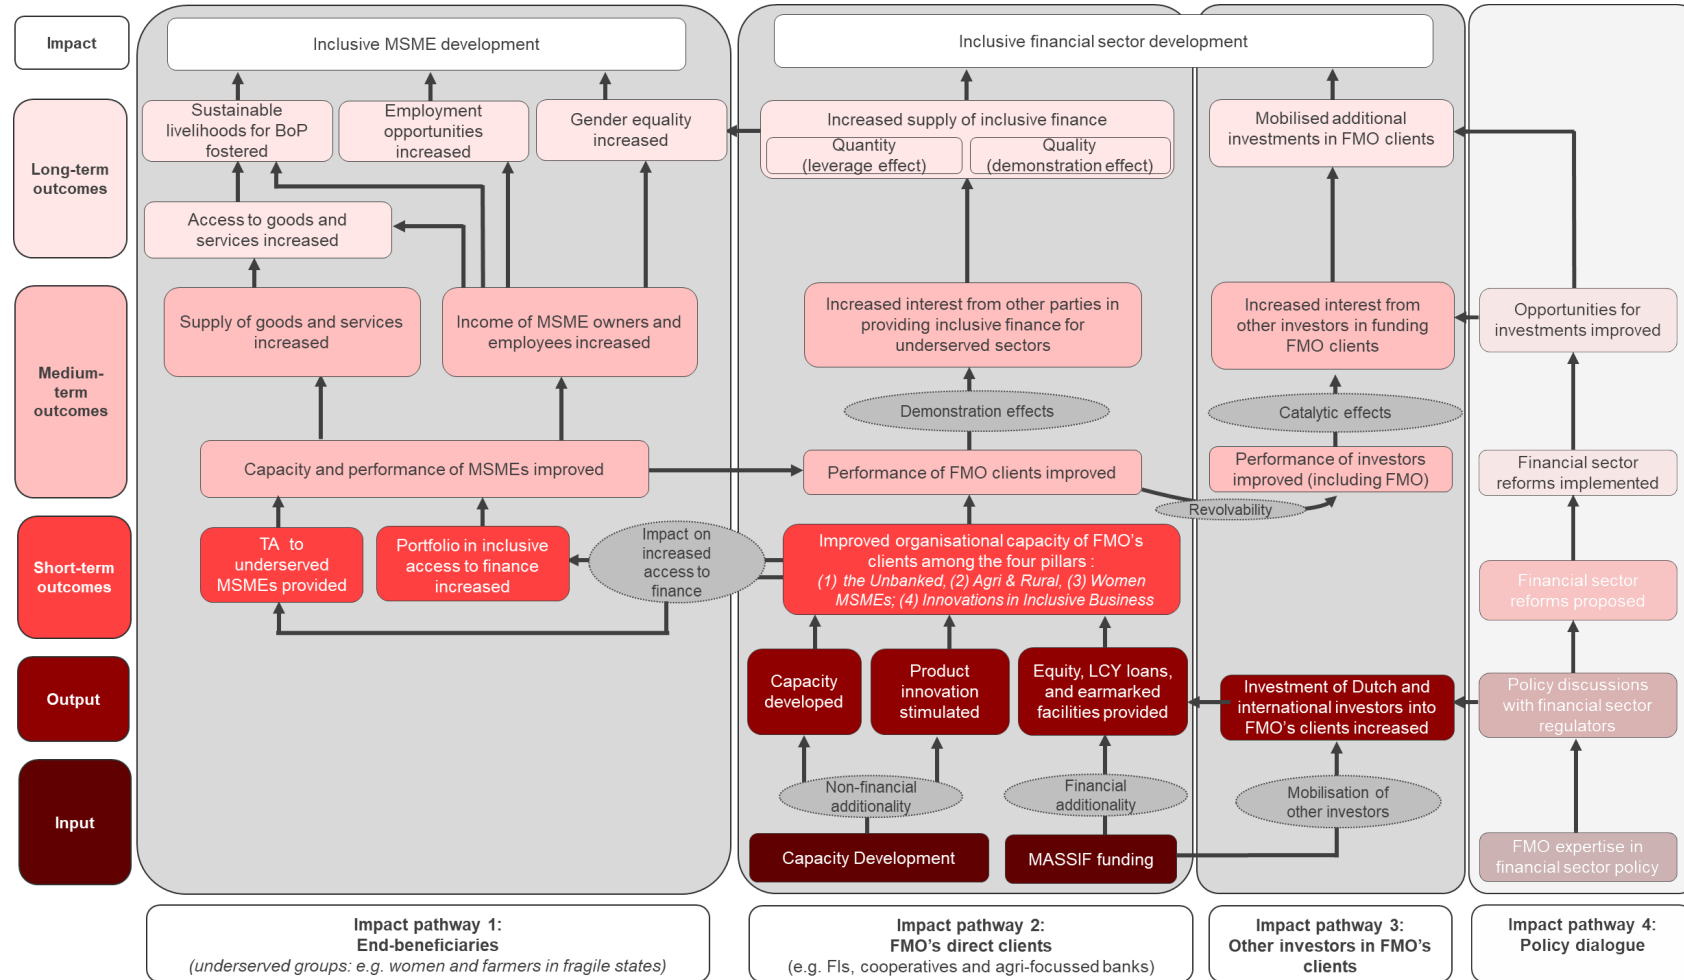 Impact
Inclusive MSME development
Inclusive financial sector development
Long-term
outcomes
Sustainable
livelihoods for BoP
fostered
Employment
opportunities
increased
Gender equality
increased
Increased supply of inclusive finance
Quantity
(leverage effect)
Quality
(demonstration effect)
Mobilised additional
investments in FMO clients
Access to goods and
services increased
Medium-
term
outcomes
Supply of goods and services
increased
Income of MSME owners and
employees increased
Increased interest from other parties in
providing inclusive finance for
underserved sectors
Increased interest from
other investors in funding
FMO clients
Opportunities for
investments improved
Demonstration effects
Catalytic effects
Capacity and performance of MSMEs improved
Performance of FMO clients improved
Performance of investors
improved (including FMO)
Financial sector
reforms implemented
Revolvability
Short-term
outcomes
TA to
underserved
MSMEs provided
Portfolio in inclusive
access to finance
increased
Impact on
increased
access to
finance
Improved organisational capacity of FMO's
clients among the four pillars :
(1) the Unbanked, (2) Agri & Rural, (3) Women
MSMEs; (4) Innovations in Inclusive Business
Financial sector
reforms proposed
Output
Capacity
developed
Product
innovation
stimulated
Equity, LCY loans,
and earmarked
facilities provided
Investment of Dutch and
international investors into
FMO's clients increased
Policy discussions
with financial sector
regulators
Input
Non-financial
additionality
Financial
additionality
Mobilisation of
other investors
Capacity Development
MASSIF funding
FMO expertise in
financial sector policy
Impact pathway 1:
End-beneficiaries
(underserved groups: e.g. women and farmers in fragile states)
Impact pathway 2:
FMO's direct clients
(e.g. FIs, cooperatives and agri-focussed banks)
Impact pathway 3:
Other investors in FMO's
clients
Impact pathway 4:
Policy dialogue